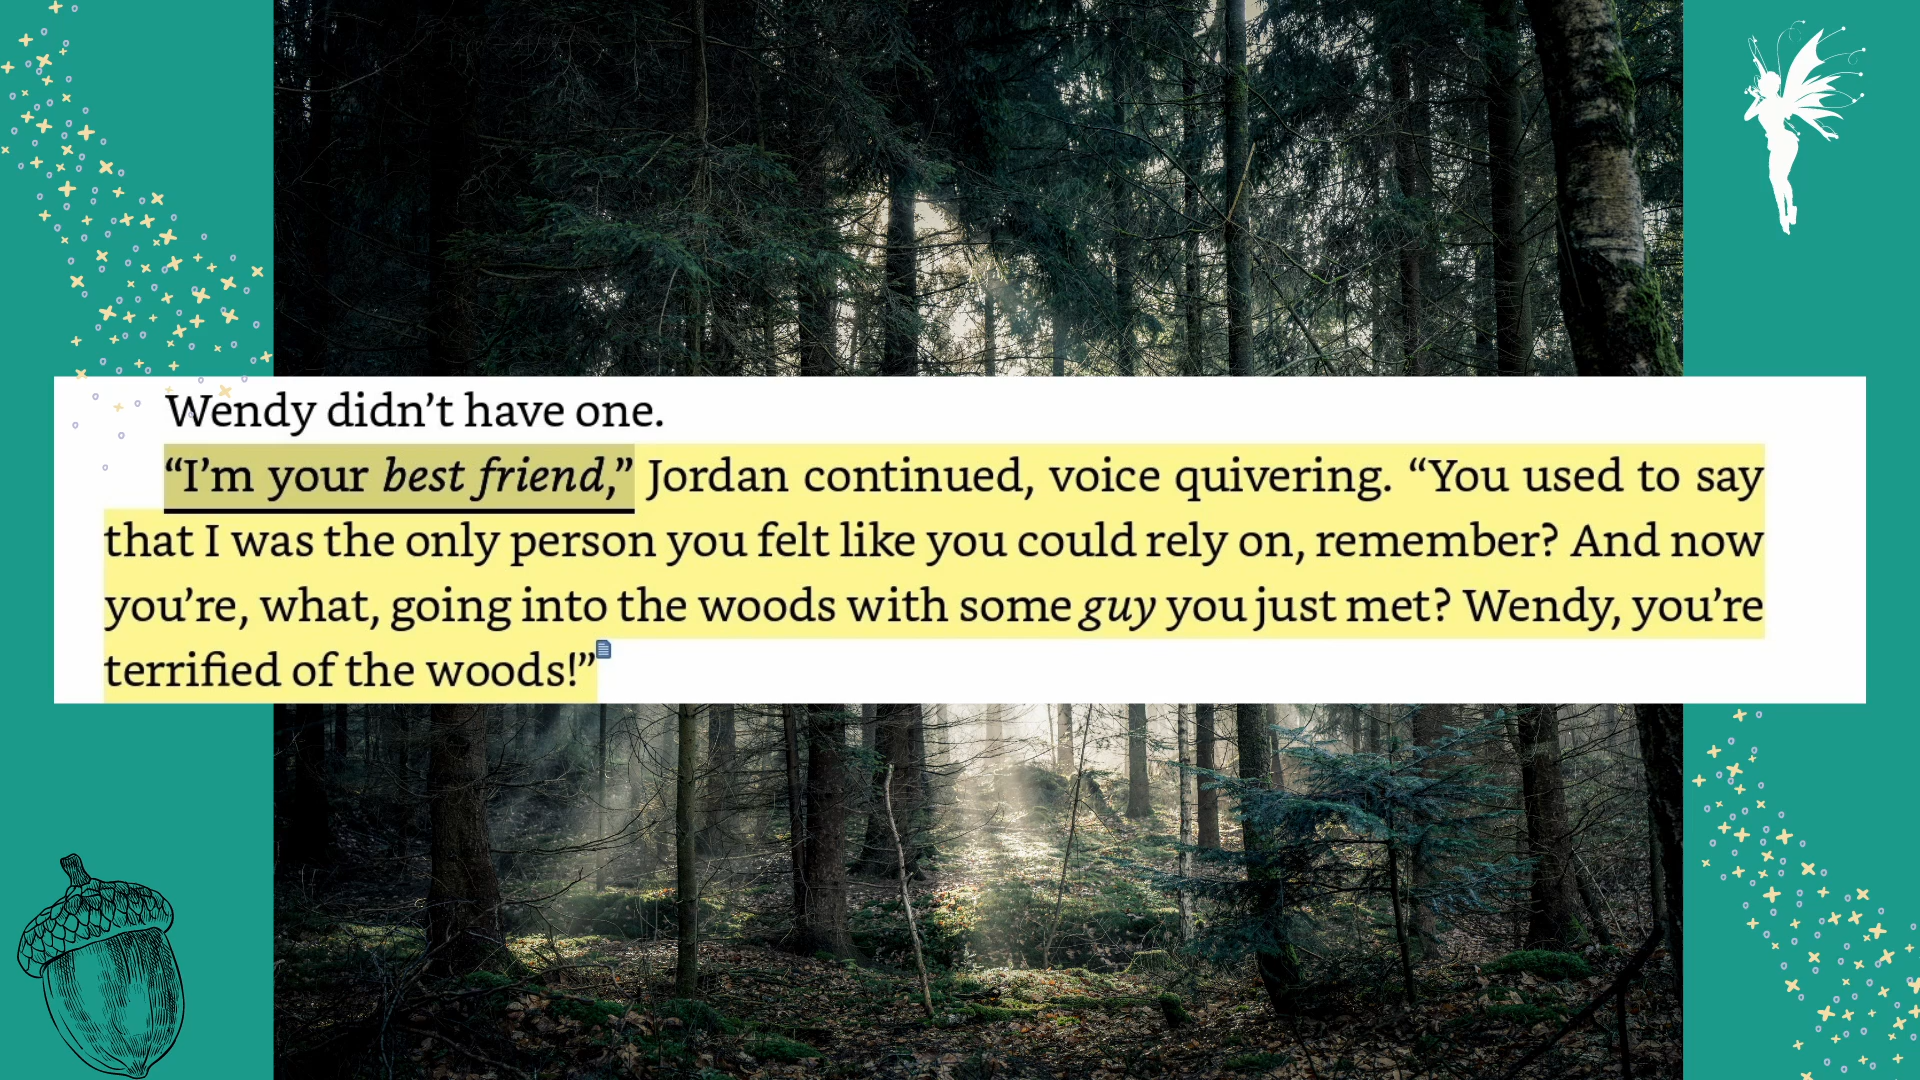 Wendy didn’t have one.
“I’m your best friend,” Jordan continued, voice quivering. “You used to say
that I was the only person you felt like you could rely on, remember? And now
you’re, what, going into the woods with some guy you just met? Wendy, you’re
terrified of the woods!”